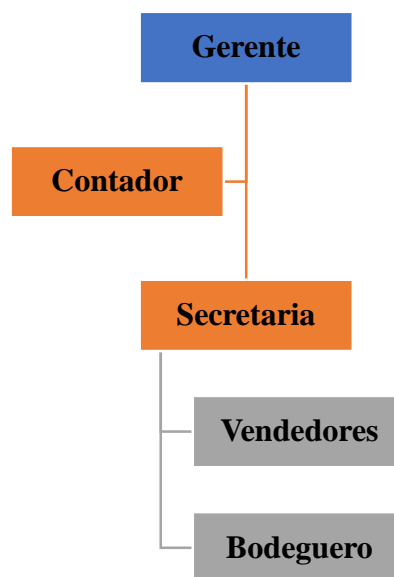 Gerente
Contador
Secretaria
Vendedores
Bodeguero